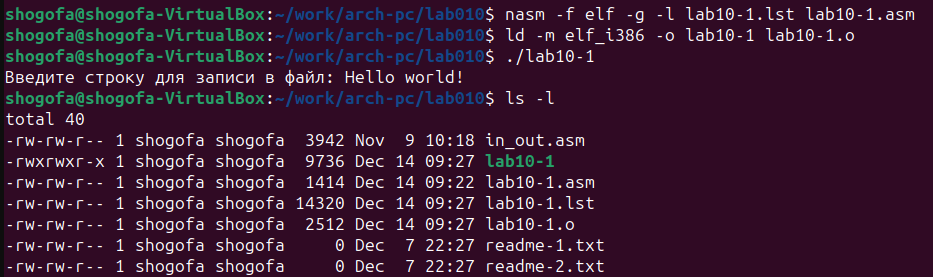 shogofa@shogofa-VirtualBox:~/work/arch-pc/lab010$ nasm -f elf -g -l lab10-1.lst lab10-1.asm
shogofa@shogofa-VirtualBox:~/work/arch-pc/lab010$ ld -m elf_i386 -o lab10-1 lab10-1.o
shogofa@shogofa-VirtualBox:~/work/arch-pc/lab010$ ./lab10-1
Введите строку для записи в файл: Hello world!
shogofa@shogofa-VirtualBox:~/work/arch-pc/lab010$ ls -l
total 40
-rw-rw-r-- 1 shogofa shogofa  3942 Nov  9 10:18 in_out.asm
-rwxrwxr-x 1 shogofa shogofa  9736 Dec 14 09:27 lab10-1
-rw-rw-r-- 1 shogofa shogofa  1414 Dec 14 09:22 lab10-1.asm
-rw-rw-r-- 1 shogofa shogofa 14320 Dec 14 09:27 lab10-1.lst
-rw-rw-r-- 1 shogofa shogofa  2512 Dec 14 09:27 lab10-1.o
-rw-rw-r-- 1 shogofa shogofa     0 Dec  7 22:27 readme-1.txt
-rw-rw-r-- 1 shogofa shogofa     0 Dec  7 22:27 readme-2.txt